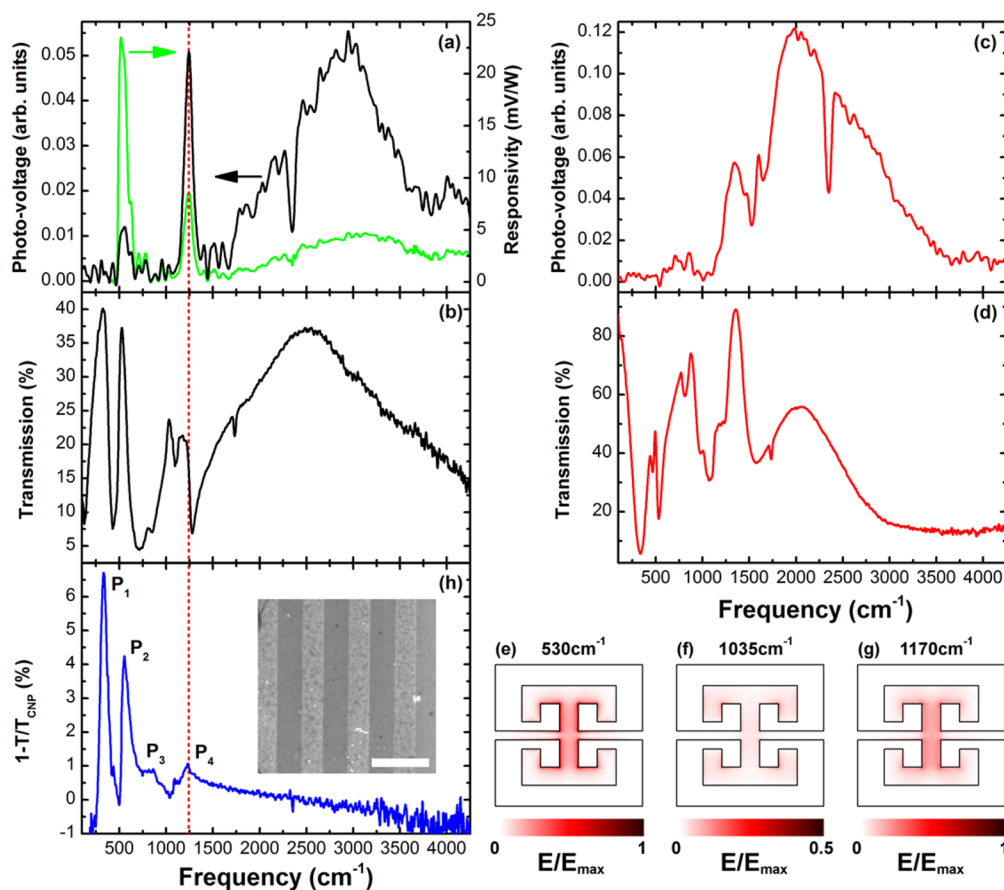 (a)
Photo-voltage (arb. units)
0.05
0.04
0.03
0.02
0.01
0.00
25
20
15
10
5
0
Responsivity (mV/W)
(c)
Photo-voltage (arb. units)
0.12
0.10
0.08
0.06
0.04
0.02
0.00
(b)
Transmission (%)
40
35
30
25
20
15
10
5
(d)
Transmission (%)
80
60
40
20
500 1000 1500 2000 2500 3000 3500 4000
Frequency (cm⁻¹)
(h)
1-T/T_CNP (%)
6
5
4
3
2
1
0
-1
P₁
P₂
P₃
P₄
500 1000 1500 2000 2500 3000 3500 4000
Frequency (cm⁻¹)
(e) 530cm⁻¹
(f) 1035cm⁻¹
(g) 1170cm⁻¹
0 1
E/E_max
0 0.5
E/E_max
0 1
E/E_max